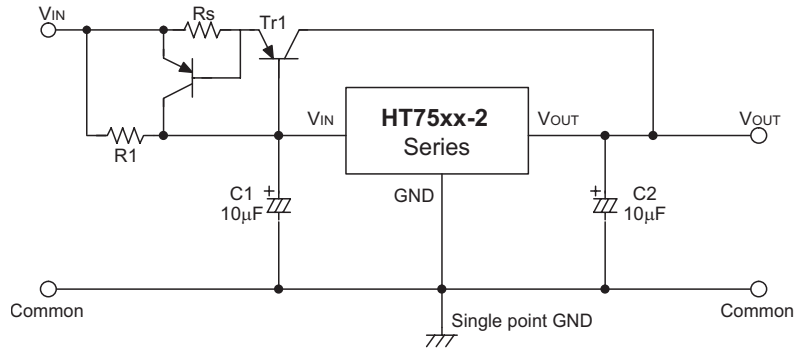 VIN
Rs
Tr1
VIN
HT75xx-2
Series
VOUT
VOUT
R1
GND
C1
10μF
C2
10μF
Common
Single point GND
Common